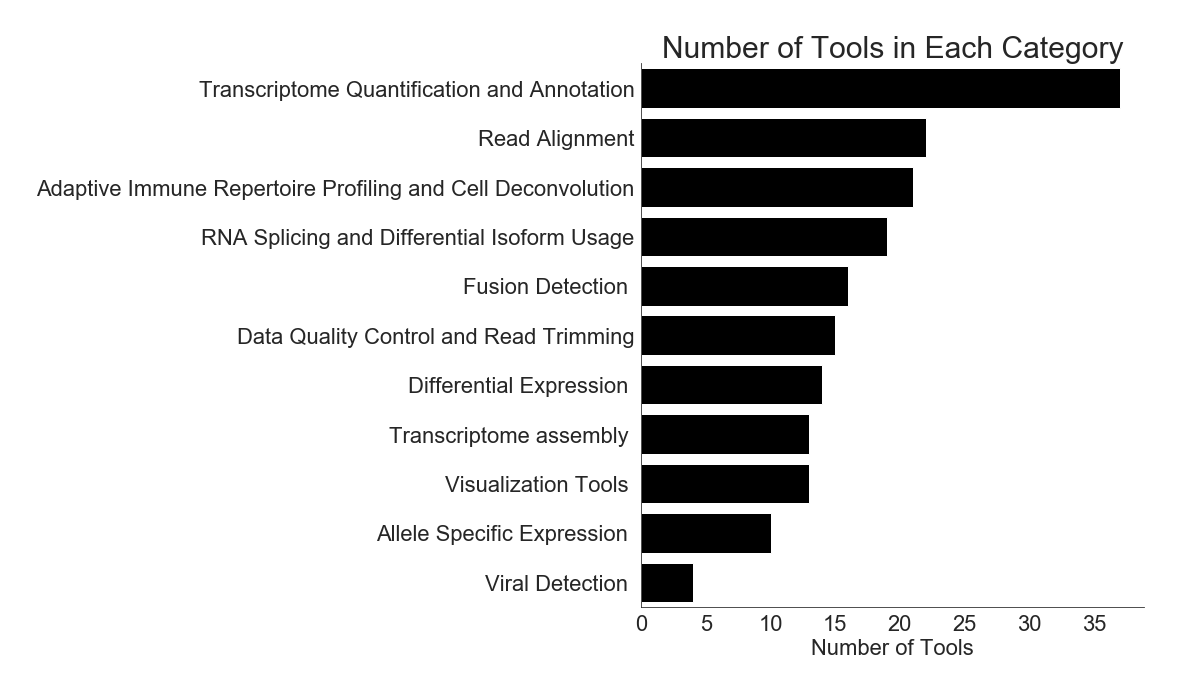 Number of Tools in Each Category
Transcriptome Quantification and Annotation
Read Alignment
Adaptive Immune Repertoire Profiling and Cell Deconvolution
RNA Splicing and Differential Isoform Usage
Fusion Detection
Data Quality Control and Read Trimming
Differential Expression
Transcriptome assembly
Visualization Tools
Allele Specific Expression
Viral Detection
0 5 10 15 20 25 30 35
Number of Tools